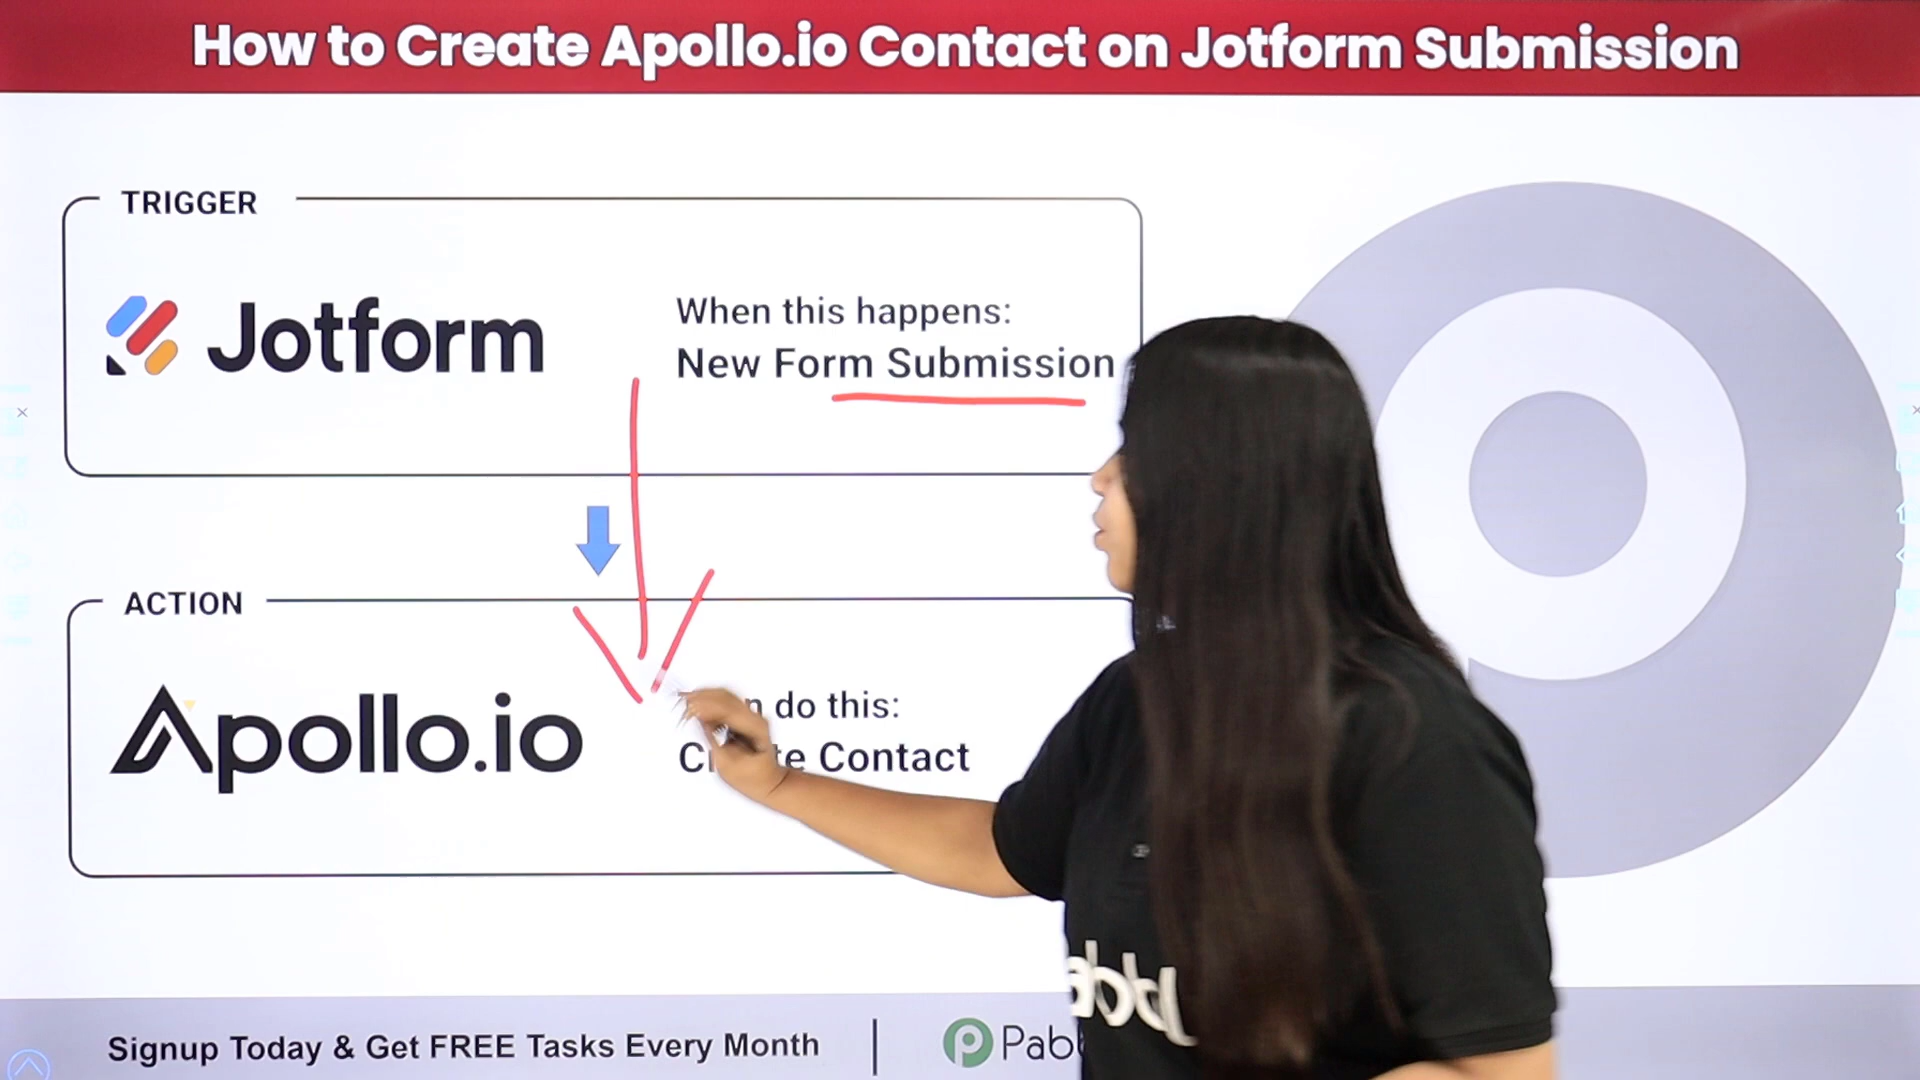 How to Create Apollo.io Contact on Jotform Submission
TRIGGER
Jotform
When this happens:
New Form Submission
ACTION
Apollo.io
do this:
Contact
Signup Today & Get FREE Tasks Every Month